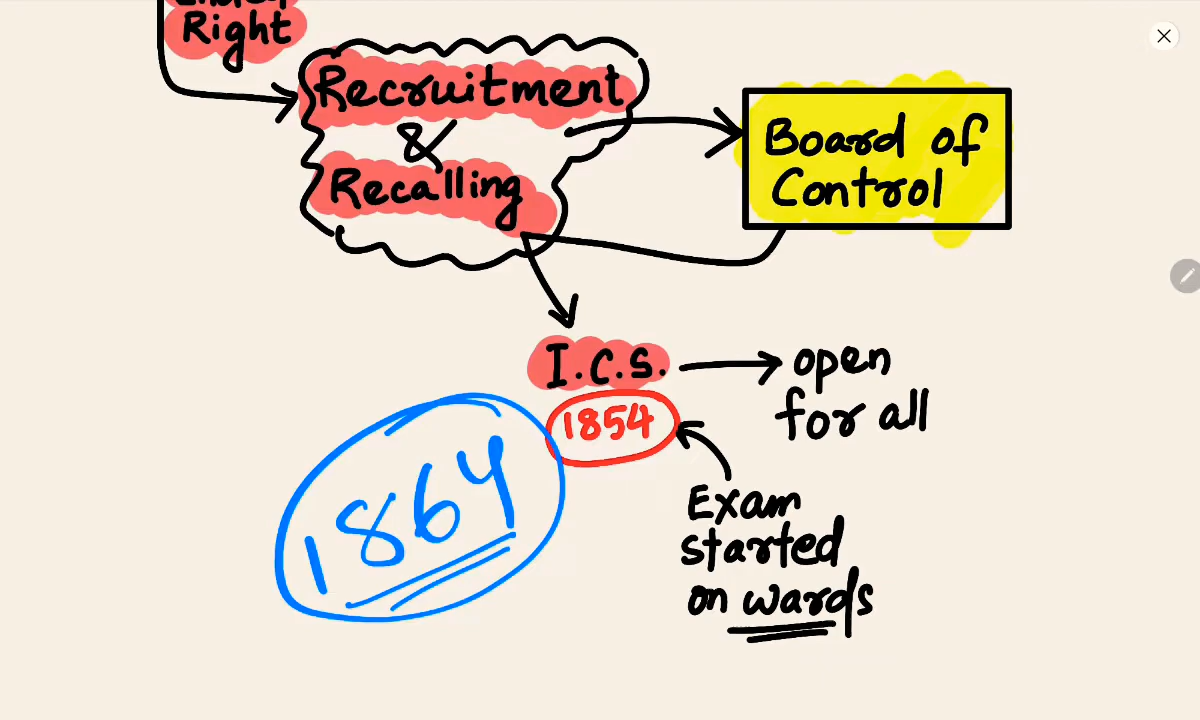 Right
Recruitment
&
Recalling
Board of
Control
I.C.S.
1854
open
for all
1864
Exam
started
on wards